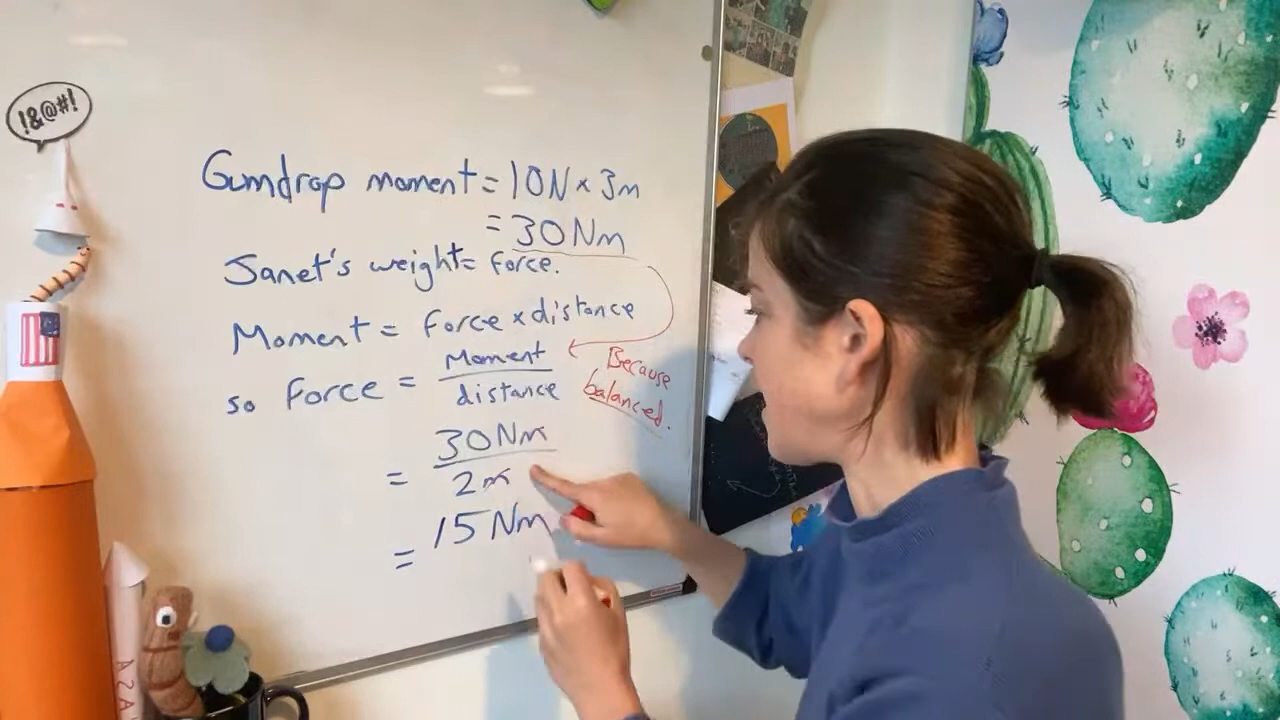 !&@#!
Gumdrop moment = 10N × 3m
= 30Nm
Janet's weight = force.
Moment = force × distance
so force = Moment
distance
Because
balanced.
= 30Nm
2m
= 15Nm
ASAP